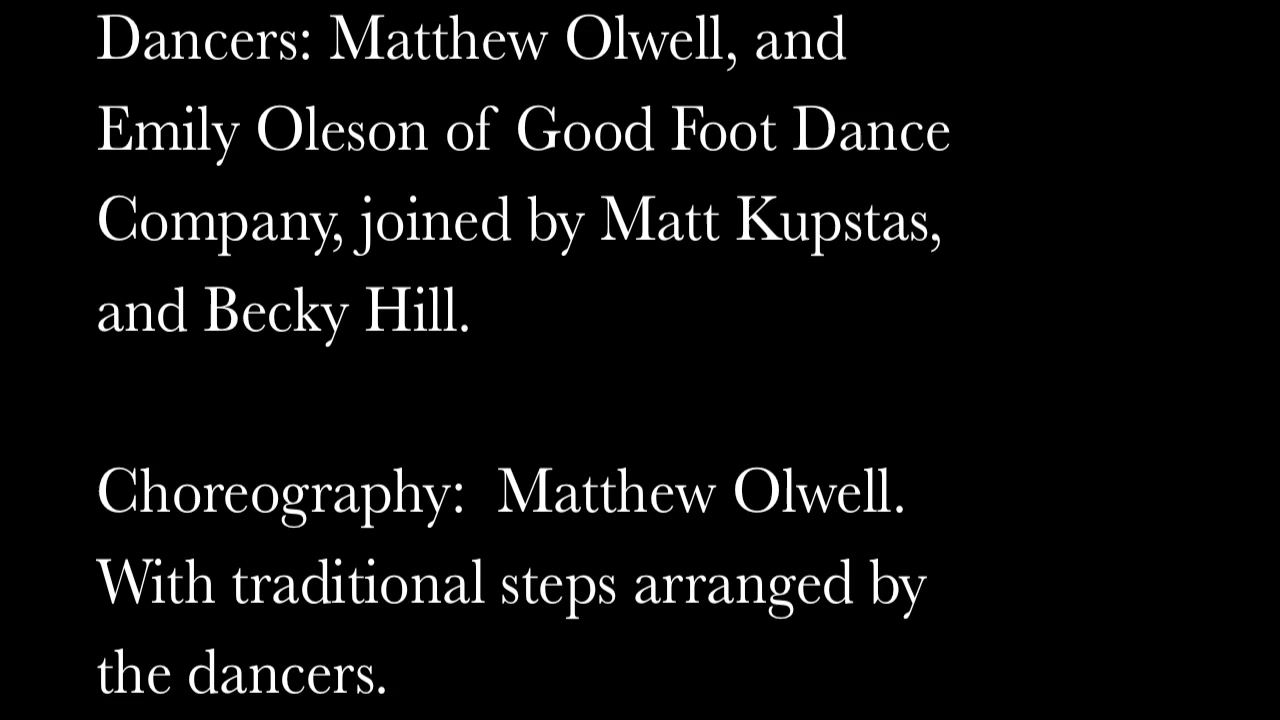 Dancers: Matthew Olwell, and
Emily Oleson of Good Foot Dance
Company, joined by Matt Kupstas,
and Becky Hill.
Choreography:  Matthew Olwell.
With traditional steps arranged by
the dancers.